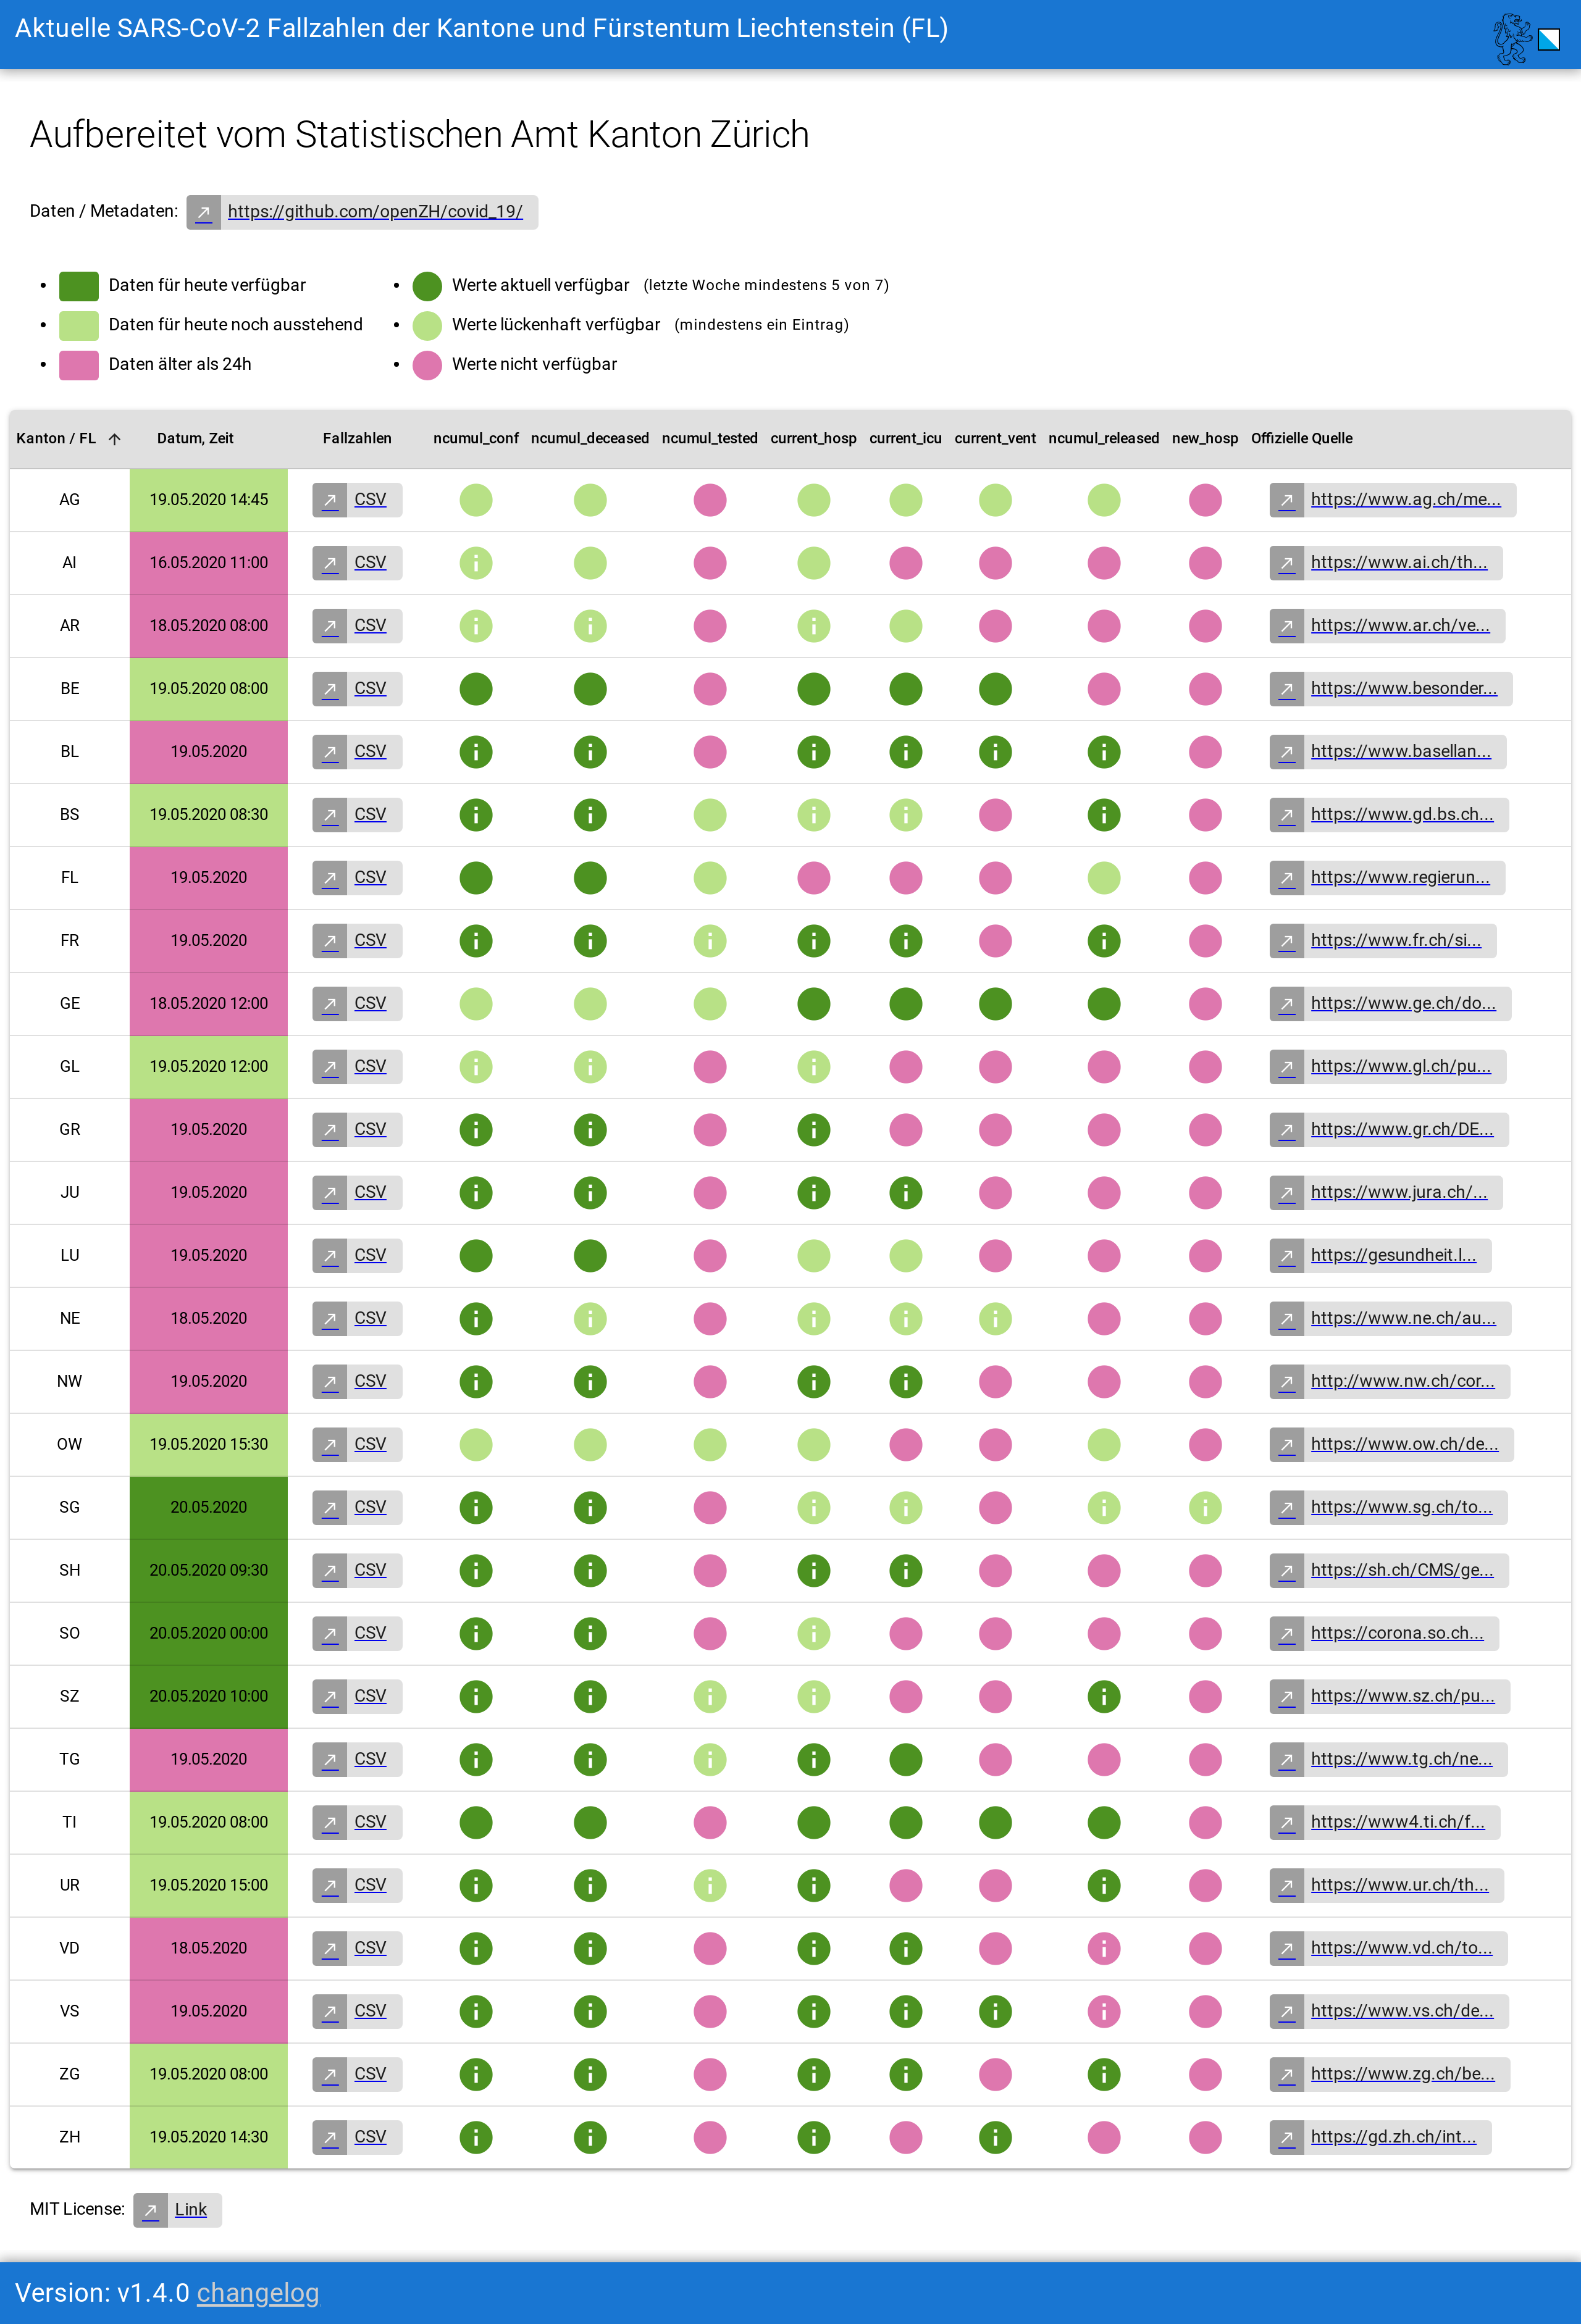 Aktuelle SARS-CoV-2 Fallzahlen der Kantone und Fürstentum Liechtenstein (FL)
Aufbereitet vom Statistischen Amt Kanton Zürich
Daten / Metadaten: https://github.com/openZH/covid_19/
Daten für heute verfügbar Werte aktuell verfügbar (letzte Woche mindestens 5 von 7)
Daten für heute noch ausstehend Werte lückenhaft verfügbar (mindestens ein Eintrag)
Daten älter als 24h Werte nicht verfügbar
Kanton / FL Datum, Zeit Fallzahlen ncumul_conf ncumul_deceased ncumul_tested current_hosp current_icu current_vent ncumul_released new_hosp Offizielle Quelle
AG 19.05.2020 14:45 CSV https://www.ag.ch/me...
AI 16.05.2020 11:00 CSV https://www.ai.ch/th...
AR 18.05.2020 08:00 CSV https://www.ar.ch/ve...
BE 19.05.2020 08:00 CSV https://www.besonder...
BL 19.05.2020 CSV https://www.basellan...
BS 19.05.2020 08:30 CSV https://www.gd.bs.ch...
FL 19.05.2020 CSV https://www.regierun...
FR 19.05.2020 CSV https://www.fr.ch/si...
GE 18.05.2020 12:00 CSV https://www.ge.ch/do...
GL 19.05.2020 12:00 CSV https://www.gl.ch/pu...
GR 19.05.2020 CSV https://www.gr.ch/DE...
JU 19.05.2020 CSV https://www.jura.ch/...
LU 19.05.2020 CSV https://gesundheit.l...
NE 18.05.2020 CSV https://www.ne.ch/au...
NW 19.05.2020 CSV http://www.nw.ch/cor...
OW 19.05.2020 15:30 CSV https://www.ow.ch/de...
SG 20.05.2020 CSV https://www.sg.ch/to...
SH 20.05.2020 09:30 CSV https://sh.ch/CMS/ge...
SO 20.05.2020 00:00 CSV https://corona.so.ch...
SZ 20.05.2020 10:00 CSV https://www.sz.ch/pu...
TG 19.05.2020 CSV https://www.tg.ch/ne...
TI 19.05.2020 08:00 CSV https://www4.ti.ch/f...
UR 19.05.2020 15:00 CSV https://www.ur.ch/th...
VD 18.05.2020 CSV https://www.vd.ch/to...
VS 19.05.2020 CSV https://www.vs.ch/de...
ZG 19.05.2020 08:00 CSV https://www.zg.ch/be...
ZH 19.05.2020 14:30 CSV https://gd.zh.ch/int...
MIT License: Link
Version: v1.4.0 changelog